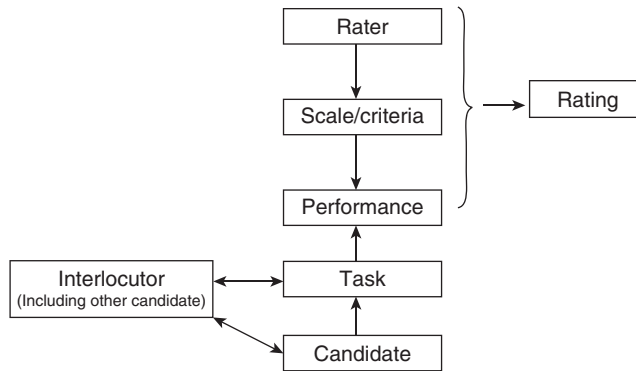 Rater
Rating
Scale/criteria
Performance
Interlocutor
(Including other candidate)
Task
Candidate